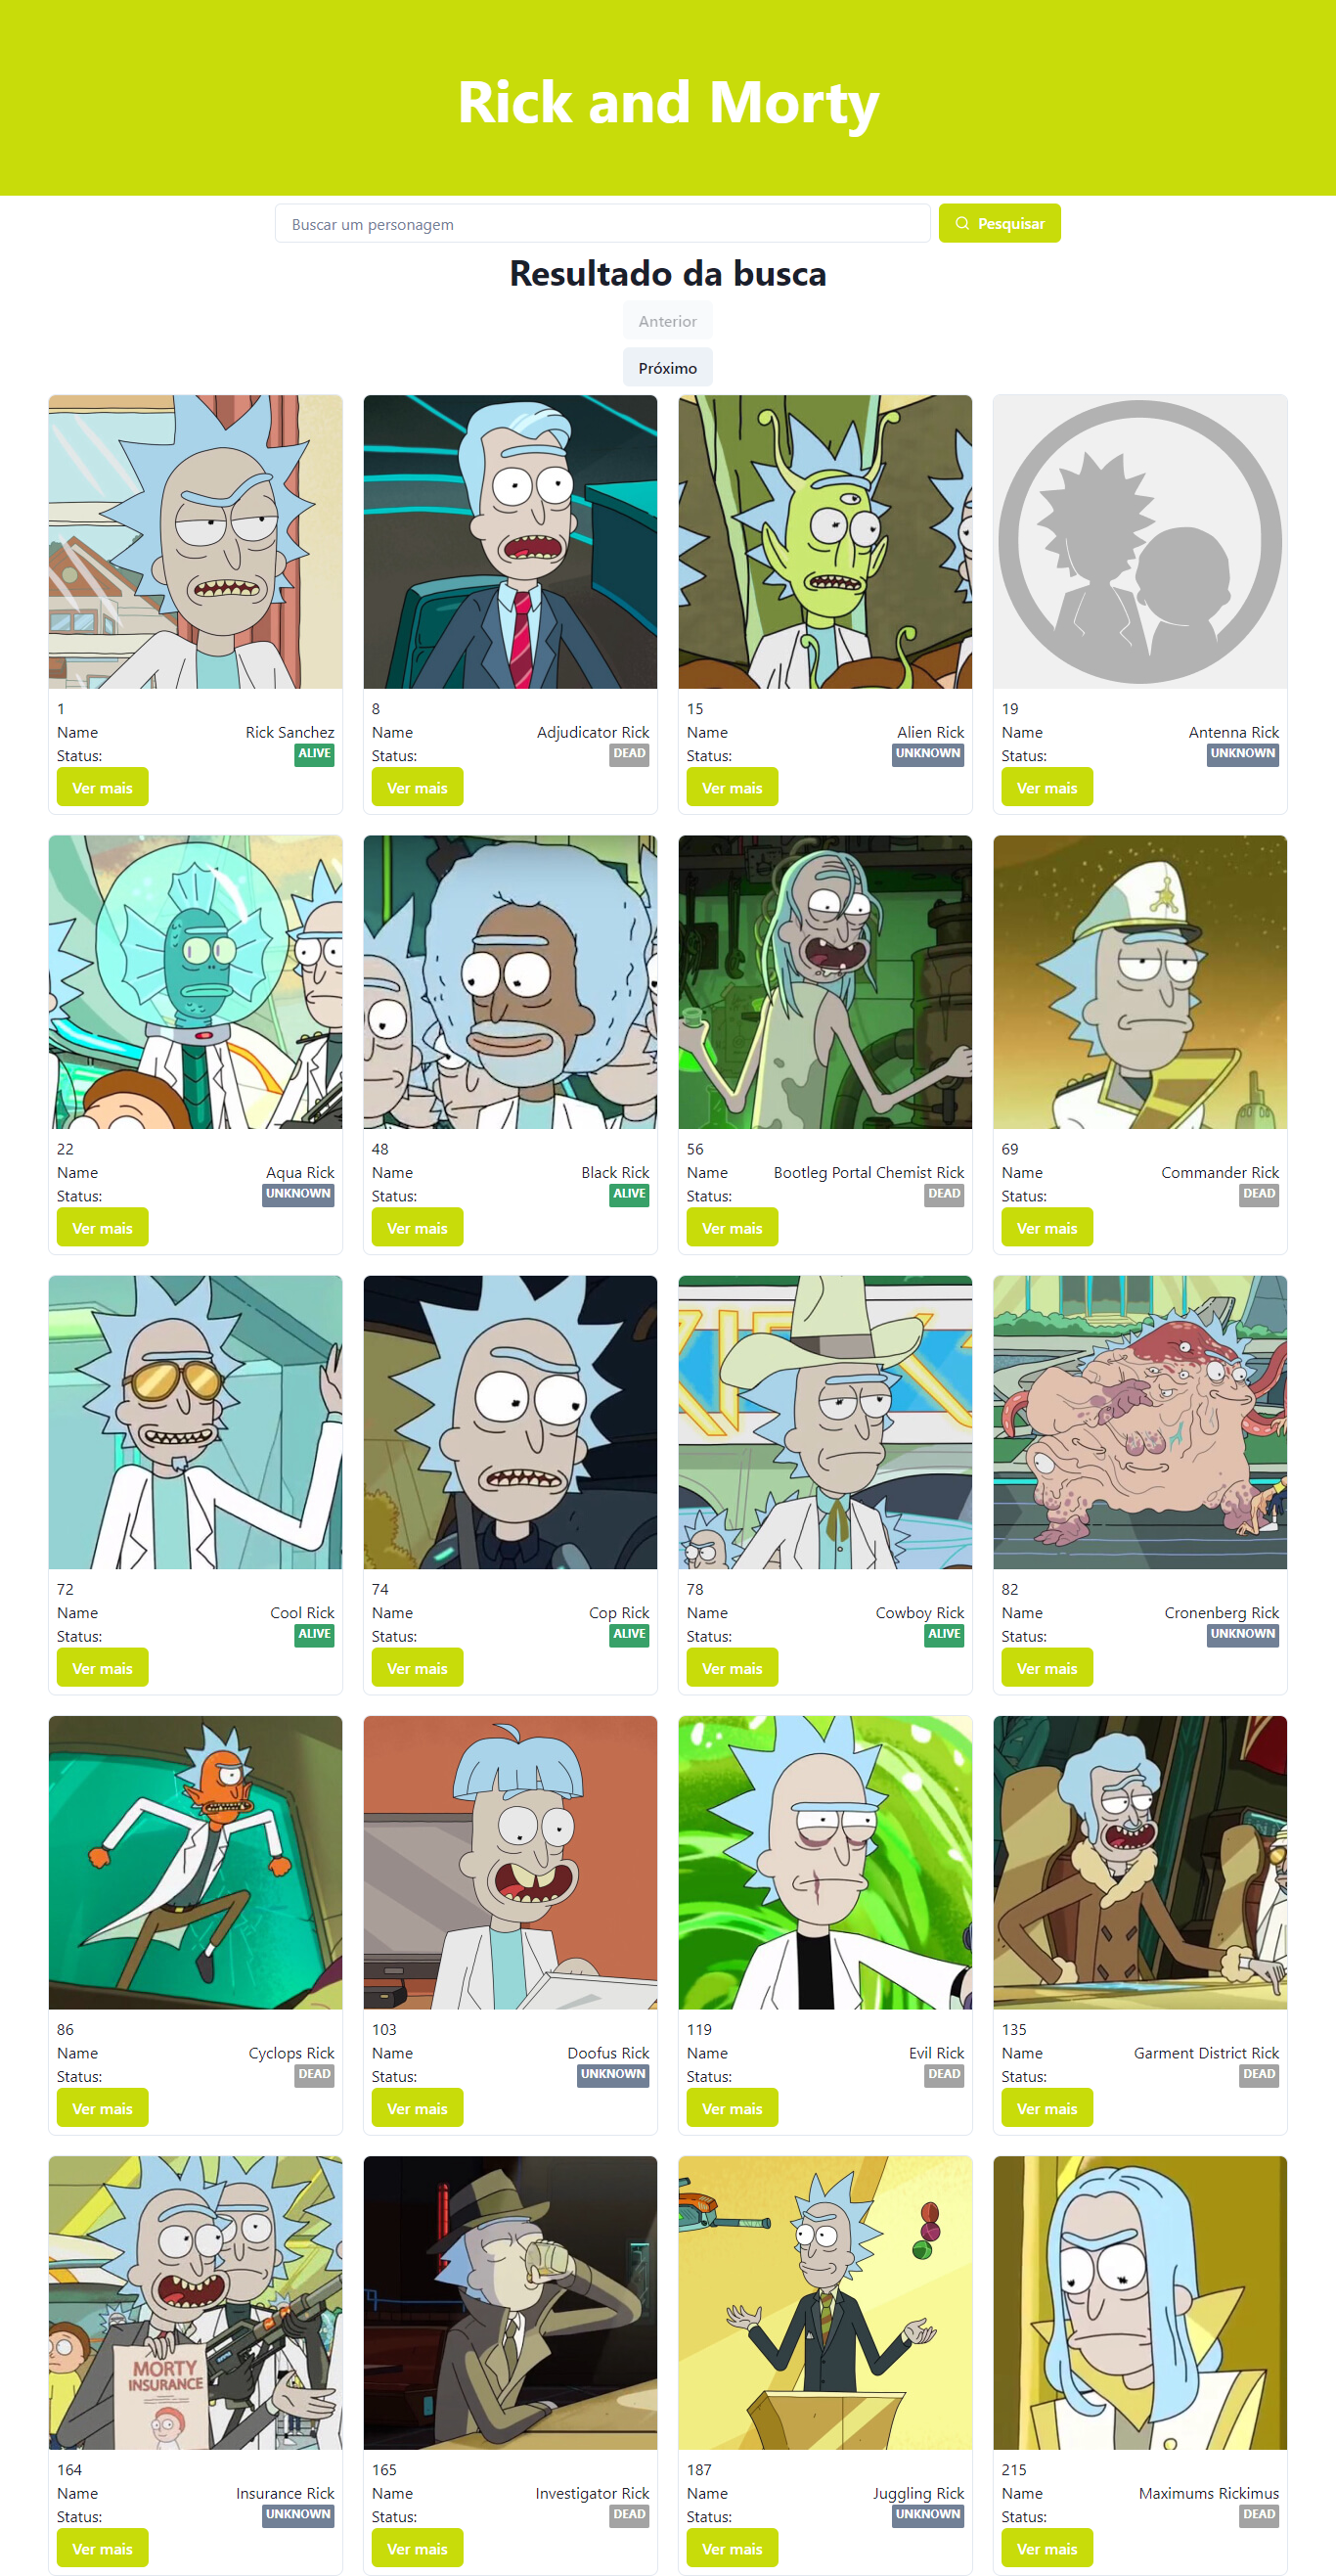 Rick and Morty
Buscar um personagem
Pesquisar
Resultado da busca
Anterior
Próximo
1
Name Rick Sanchez
Status: ALIVE
Ver mais
8
Name Adjudicator Rick
Status: DEAD
Ver mais
15
Name Alien Rick
Status: UNKNOWN
Ver mais
19
Name Antenna Rick
Status: UNKNOWN
Ver mais
22
Name Aqua Rick
Status: UNKNOWN
Ver mais
48
Name Black Rick
Status: ALIVE
Ver mais
56
Name Bootleg Portal Chemist Rick
Status: DEAD
Ver mais
69
Name Commander Rick
Status: DEAD
Ver mais
72
Name Cool Rick
Status: ALIVE
Ver mais
74
Name Cop Rick
Status: ALIVE
Ver mais
78
Name Cowboy Rick
Status: ALIVE
Ver mais
82
Name Cronenberg Rick
Status: UNKNOWN
Ver mais
86
Name Cyclops Rick
Status: DEAD
Ver mais
103
Name Doofus Rick
Status: UNKNOWN
Ver mais
119
Name Evil Rick
Status: DEAD
Ver mais
135
Name Garment District Rick
Status: DEAD
Ver mais
MORTY
INSURANCE
164
Name Insurance Rick
Status: UNKNOWN
Ver mais
165
Name Investigator Rick
Status: DEAD
Ver mais
187
Name Juggling Rick
Status: UNKNOWN
Ver mais
215
Name Maximums Rickimus
Status: DEAD
Ver mais